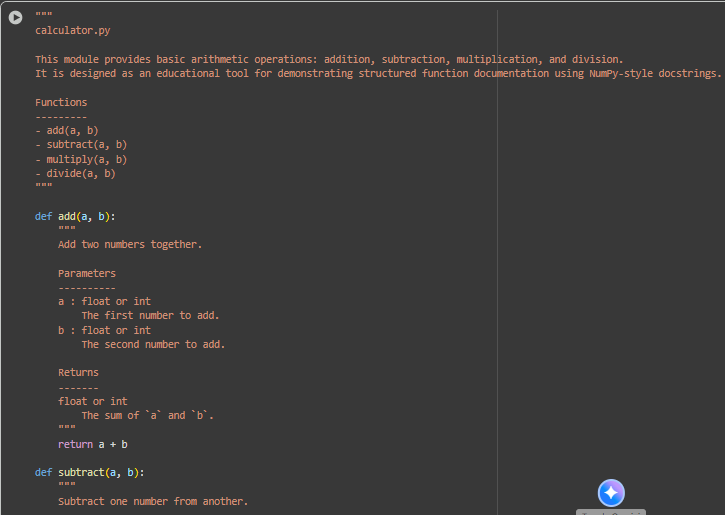 """
calculator.py
This module provides basic arithmetic operations: addition, subtraction, multiplication, and division.
It is designed as an educational tool for demonstrating structured function documentation using NumPy-style docstrings.
Functions
---------
- add(a, b)
- subtract(a, b)
- multiply(a, b)
- divide(a, b)
"""
def add(a, b):
    """
    Add two numbers together.
    Parameters
    ----------
    a : float or int
        The first number to add.
    b : float or int
        The second number to add.
    Returns
    -------
    float or int
        The sum of `a` and `b`.
    """
    return a + b
def subtract(a, b):
    """
    Subtract one number from another.